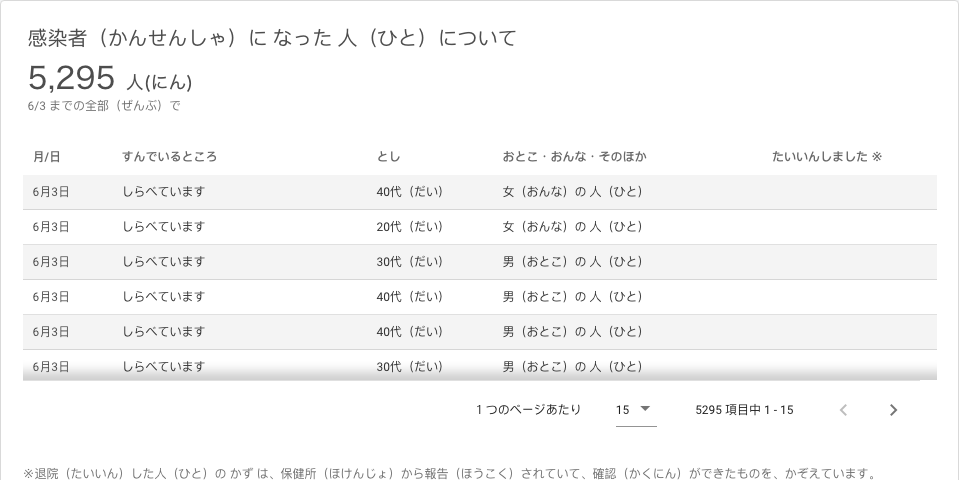 感染者（かんせんしゃ）に なった 人（ひと）について
5,295 人(にん)
6/3 までの全部（ぜんぶ）で
月/日 すんでいるところ とし おとこ・おんな・そのほか たいいんしました ※
6月3日 しらべています 40代（だい） 女（おんな）の 人（ひと）
6月3日 しらべています 20代（だい） 女（おんな）の 人（ひと）
6月3日 しらべています 30代（だい） 男（おとこ）の 人（ひと）
6月3日 しらべています 40代（だい） 男（おとこ）の 人（ひと）
6月3日 しらべています 40代（だい） 男（おとこ）の 人（ひと）
6月3日 しらべています 30代（だい） 男（おとこ）の 人（ひと）
1 つのページあたり 15 5295 項目中 1 - 15
※退院（たいいん）した人（ひと）の かず は、保健所（ほけんじょ）から報告（ほうこく）されていて、確認（かくにん）ができたものを、かぞえています。